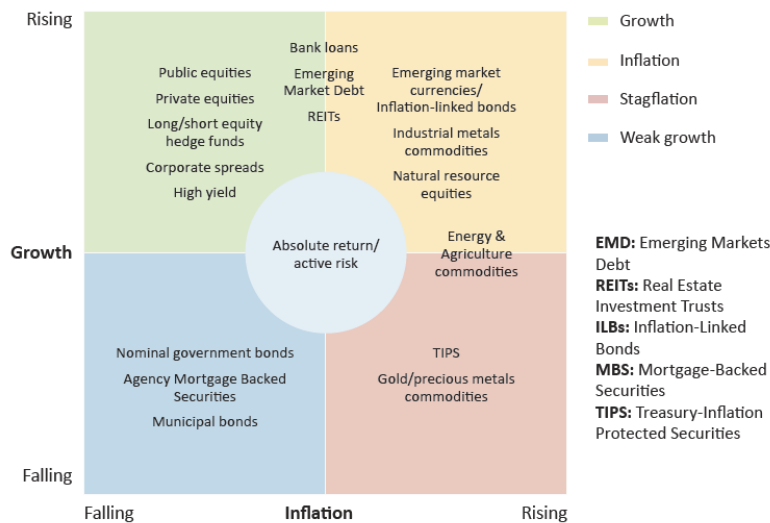 Rising
Bank loans
Public equities
Private equities
Long/short equity
hedge funds
Corporate spreads
High yield
Emerging
Market Debt
REITs
Emerging market
currencies/
Inflation-linked bonds
Industrial metals
commodities
Natural resource
equities
Growth
Absolute return/
active risk
Energy &
Agriculture
commodities
Nominal government bonds
Agency Mortgage Backed
Securities
Municipal bonds
TIPS
Gold/precious metals
commodities
Falling
Falling
Inflation
Rising
Growth
Inflation
Stagflation
Weak growth
EMD: Emerging Markets
Debt
REITs: Real Estate
Investment Trusts
ILBs: Inflation-Linked
Bonds
MBS: Mortgage-Backed
Securities
TIPS: Treasury-Inflation
Protected Securities